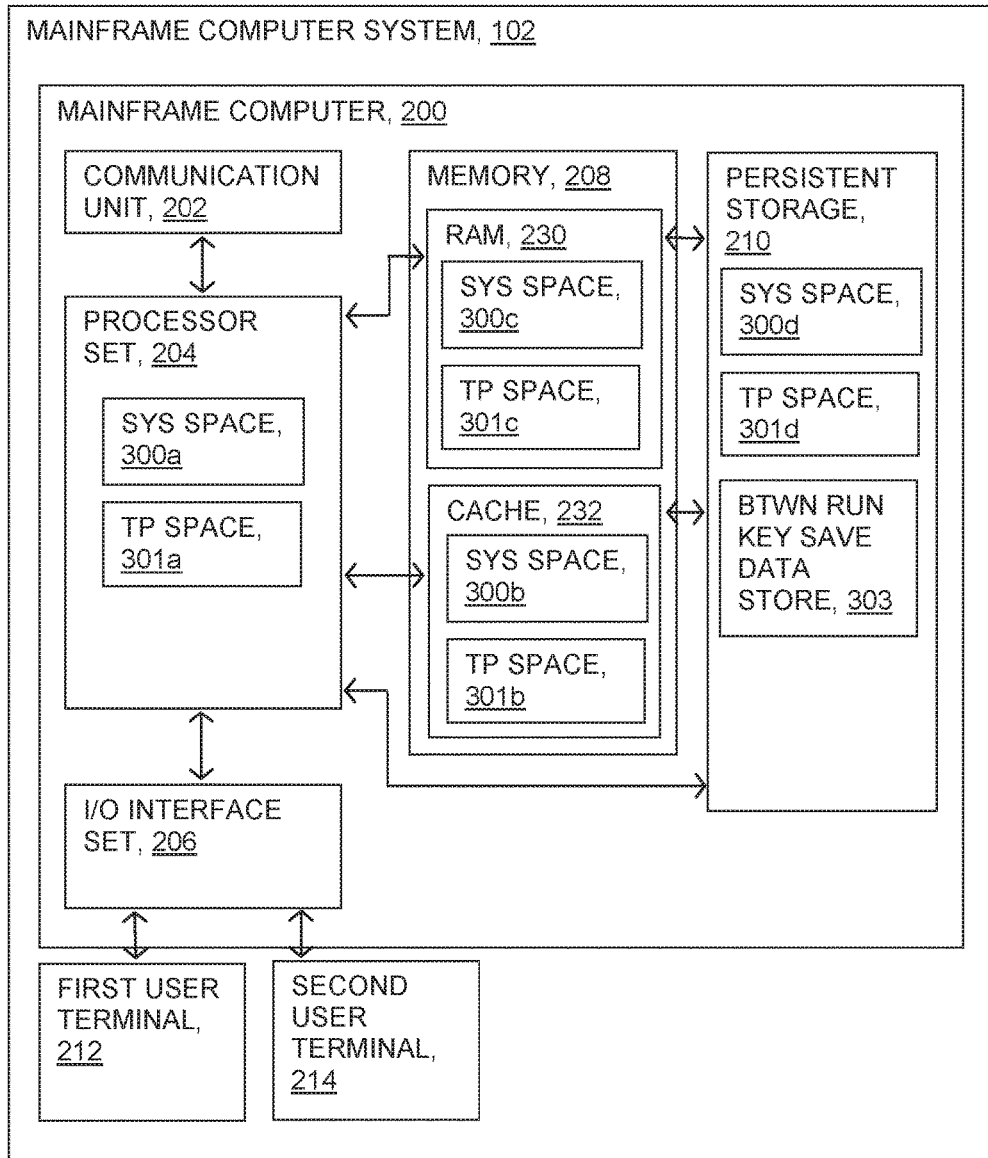 MAINFRAME COMPUTER SYSTEM, 102
MAINFRAME COMPUTER, 200
COMMUNICATION
UNIT, 202
PROCESSOR
SET, 204
SYS SPACE,
300a
TP SPACE,
301a
I/O INTERFACE
SET, 206
MEMORY, 208
RAM, 230
SYS SPACE,
300c
TP SPACE,
301c
CACHE, 232
SYS SPACE,
300b
TP SPACE,
301b
PERSISTENT
STORAGE,
210
SYS SPACE,
300d
TP SPACE,
301d
BTWN RUN
KEY SAVE
DATA
STORE, 303
FIRST USER
TERMINAL,
212
SECOND
USER
TERMINAL,
214